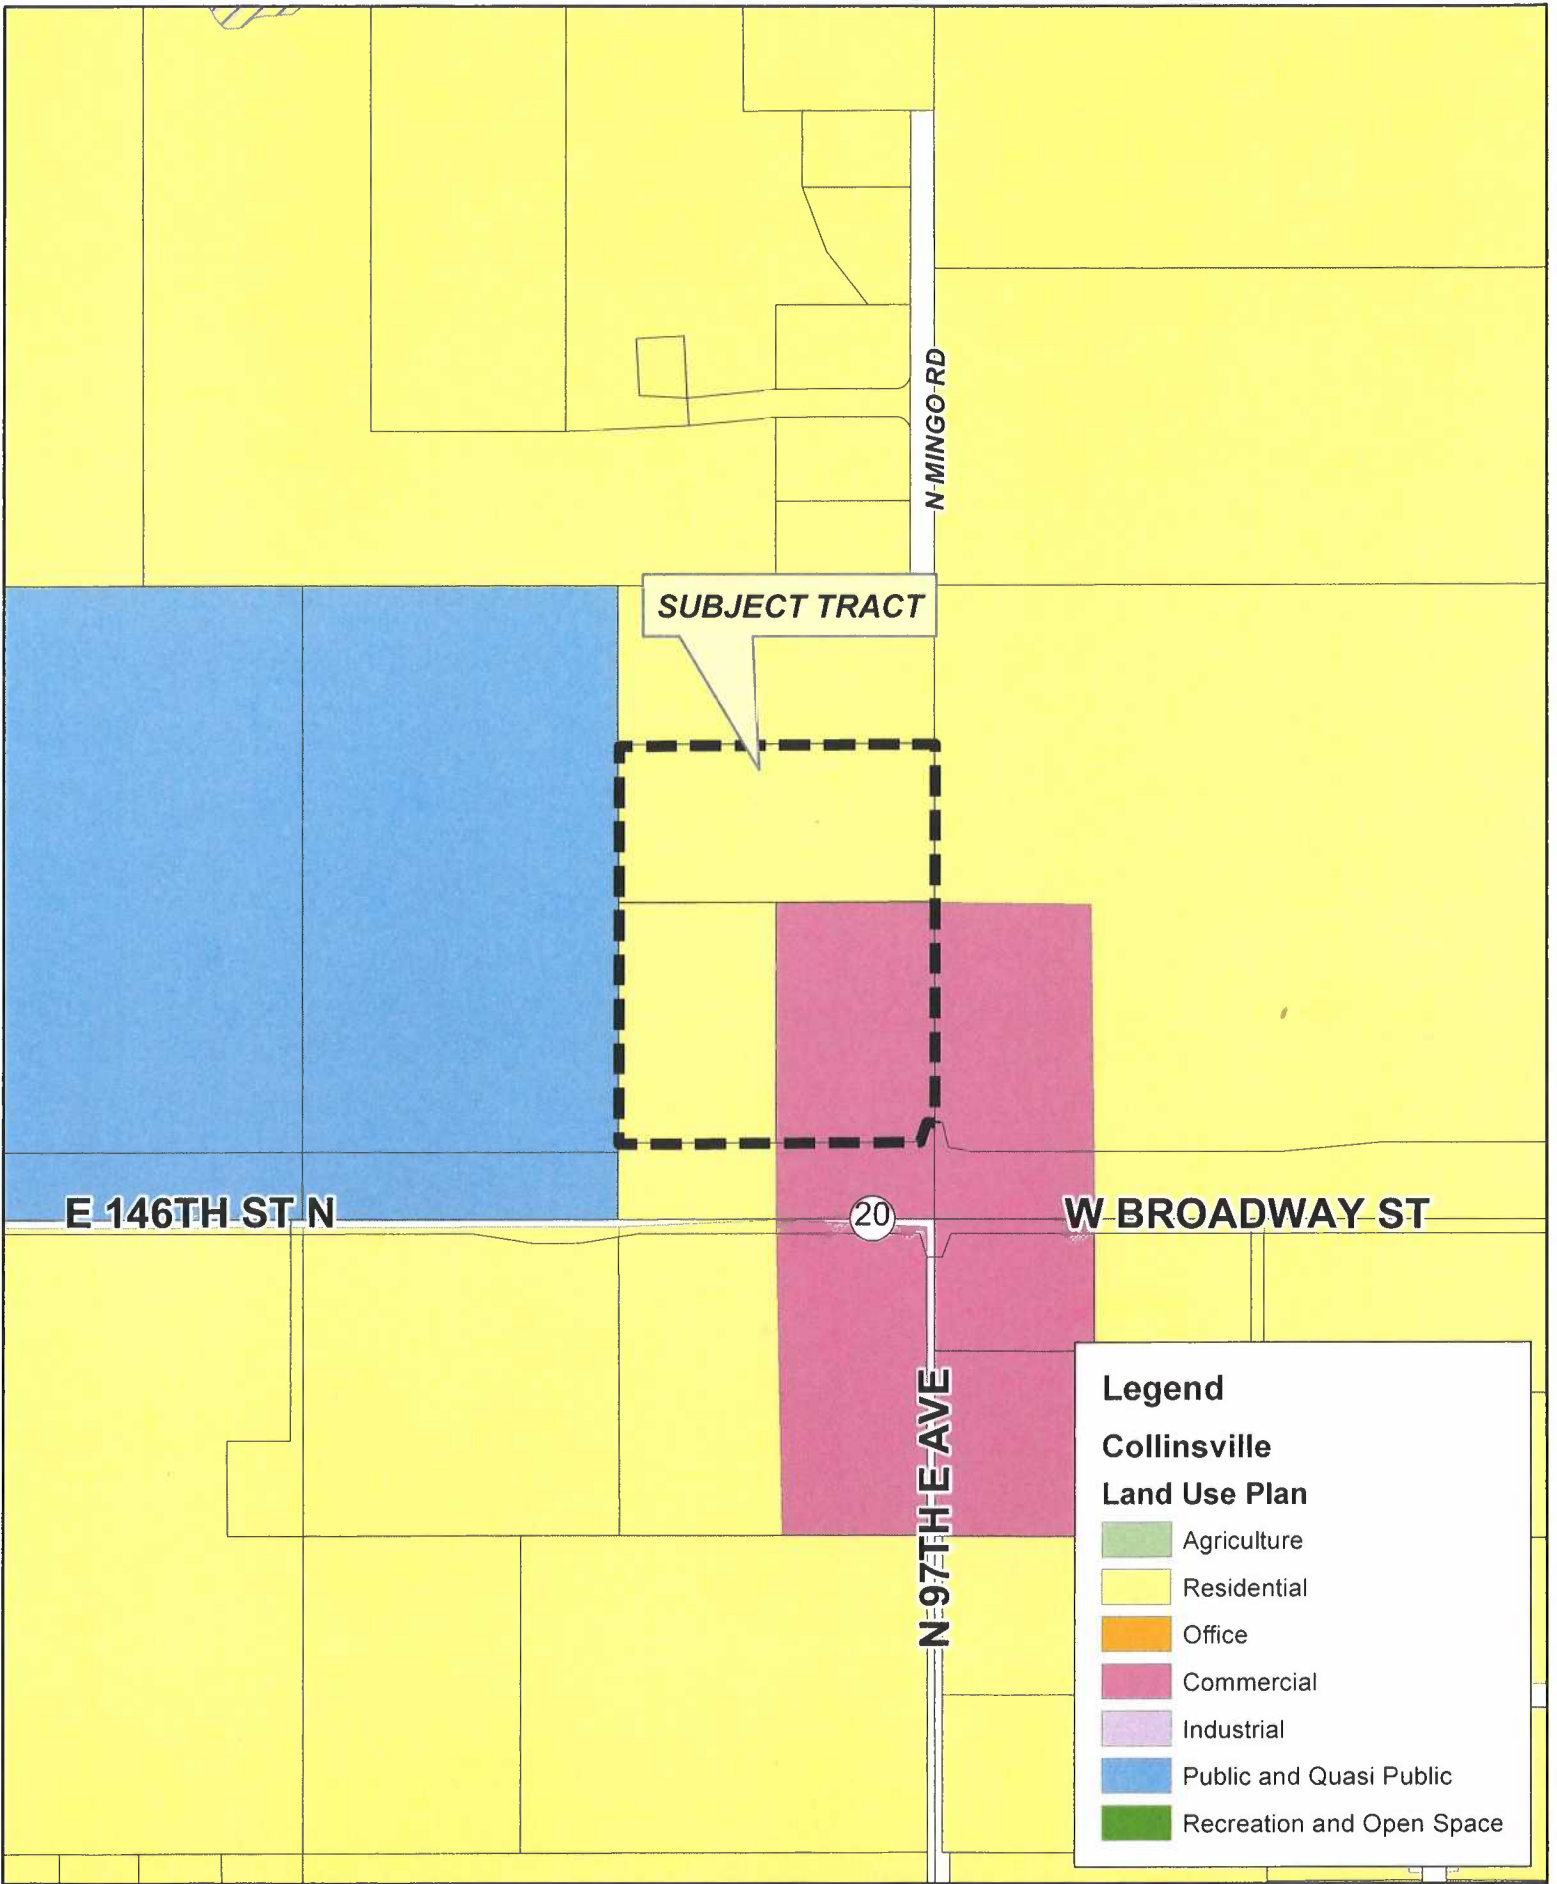 N MINGO RD
SUBJECT TRACT
E 146TH ST N
20
W BROADWAY ST
N 97TH E AVE
Legend
Collinsville
Land Use Plan
Agriculture
Residential
Office
Commercial
Industrial
Public and Quasi Public
Recreation and Open Space